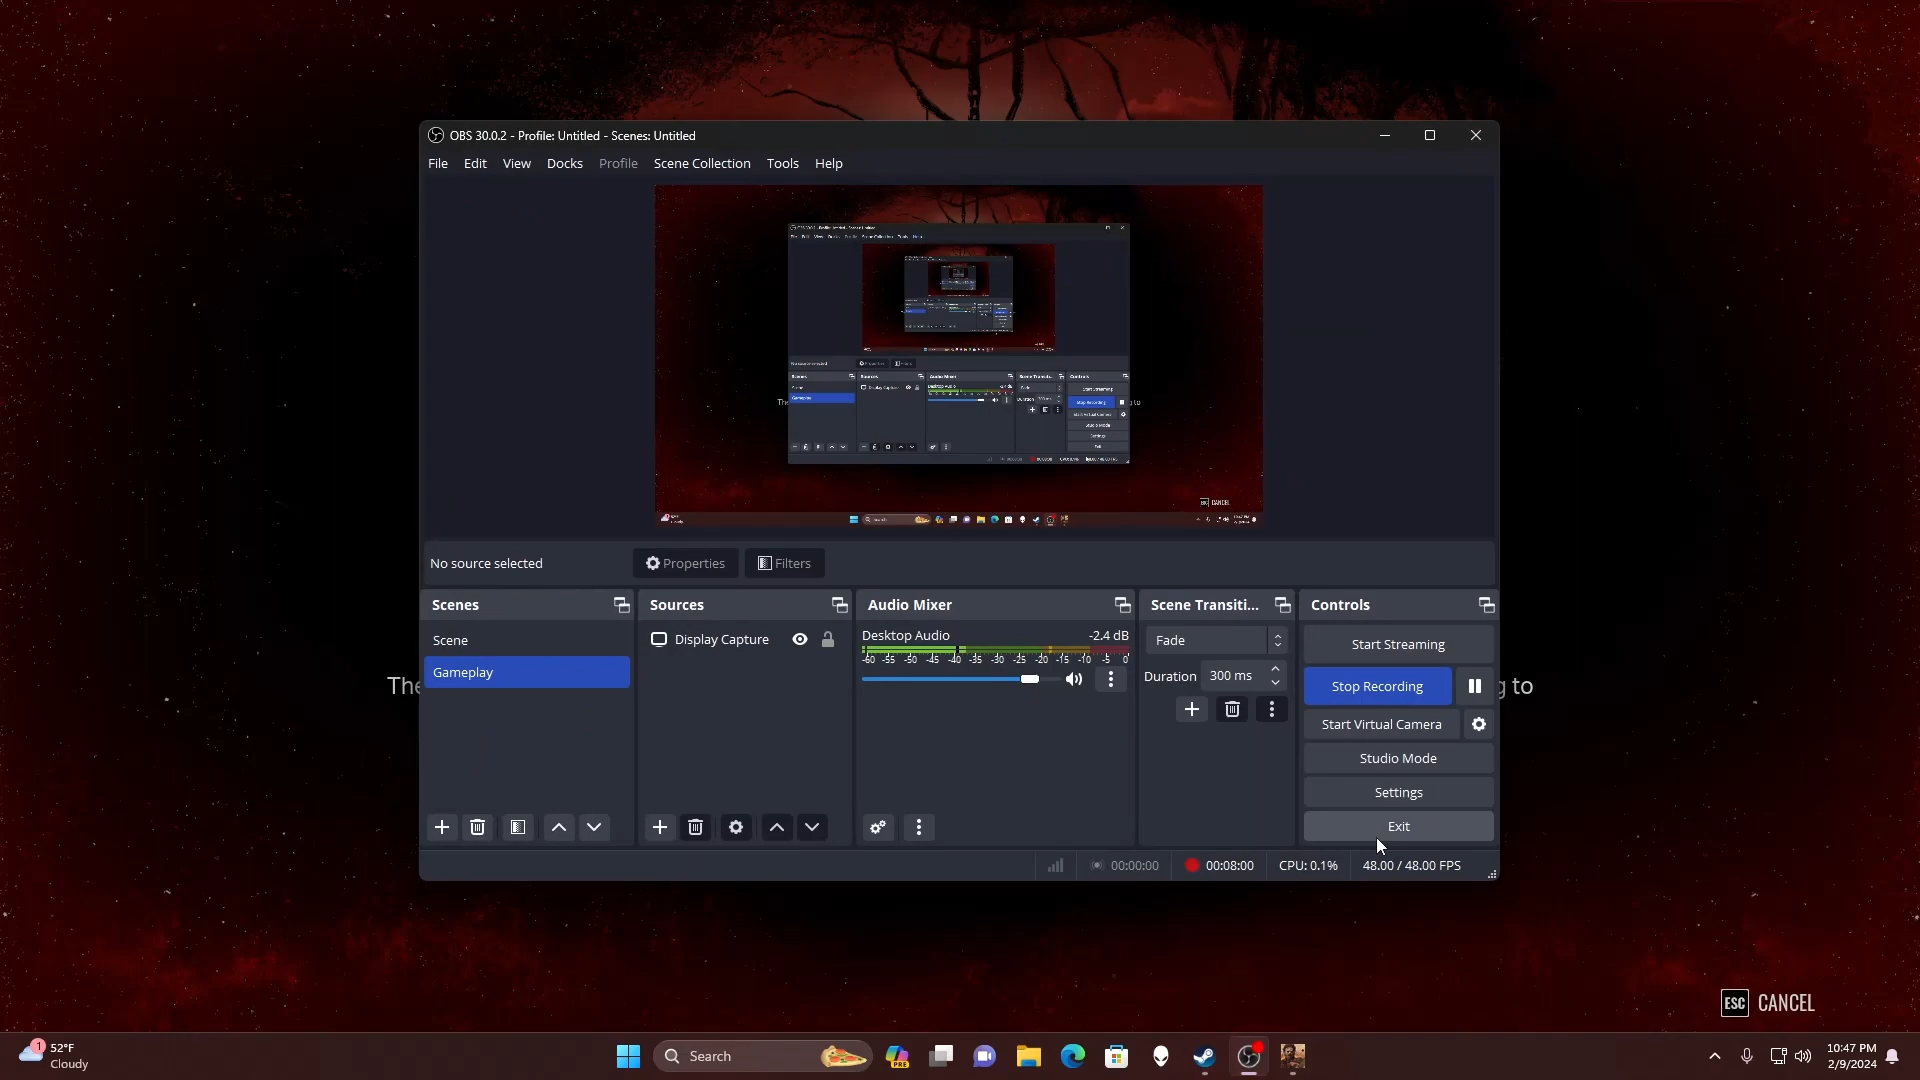 OBS 30.0.2 - Profile: Untitled - Scenes: Untitled
File Edit View Docks Profile Scene Collection Tools Help
No source selected Properties Filters
Scenes
Scene
Gameplay
Sources
Display Capture
Audio Mixer
Desktop Audio -2.4 dB
-60 -55 -50 -45 -40 -35 -30 -25 -20 -15 -10 -5 0
Scene Transiti...
Fade
Duration 300 ms
Controls
Start Streaming
Stop Recording
Start Virtual Camera
Studio Mode
Settings
Exit
00:00:00 00:08:00 CPU: 0.1% 48.00 / 48.00 FPS
The
to
ESC CANCEL
1
52°F
Cloudy
Search
PRE
10:47 PM
2/9/2024